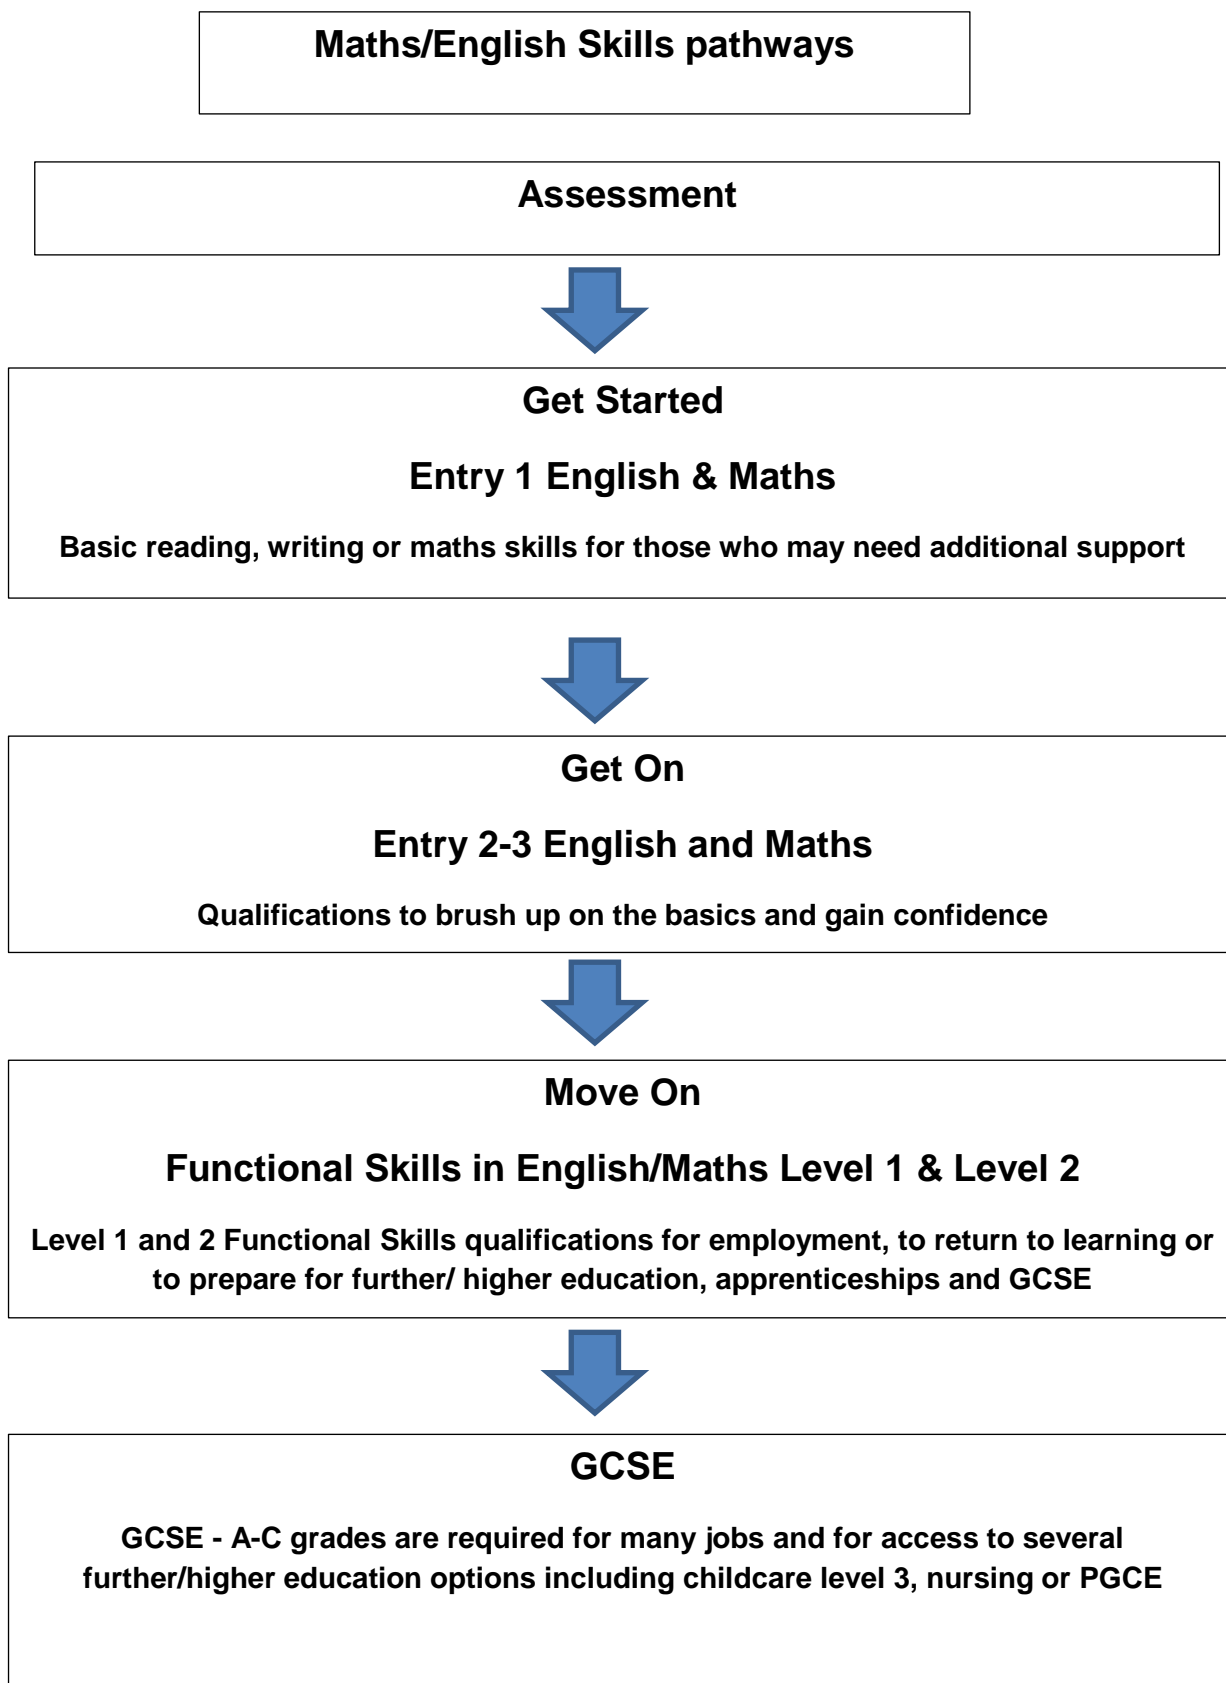 Maths/English Skills pathways
Assessment
Get Started
Entry 1 English & Maths
Basic reading, writing or maths skills for those who may need additional support
Get On
Entry 2-3 English and Maths
Qualifications to brush up on the basics and gain confidence
Move On
Functional Skills in English/Maths Level 1 & Level 2
Level 1 and 2 Functional Skills qualifications for employment, to return to learning or
to prepare for further/ higher education, apprenticeships and GCSE
GCSE
GCSE - A-C grades are required for many jobs and for access to several
further/higher education options including childcare level 3, nursing or PGCE